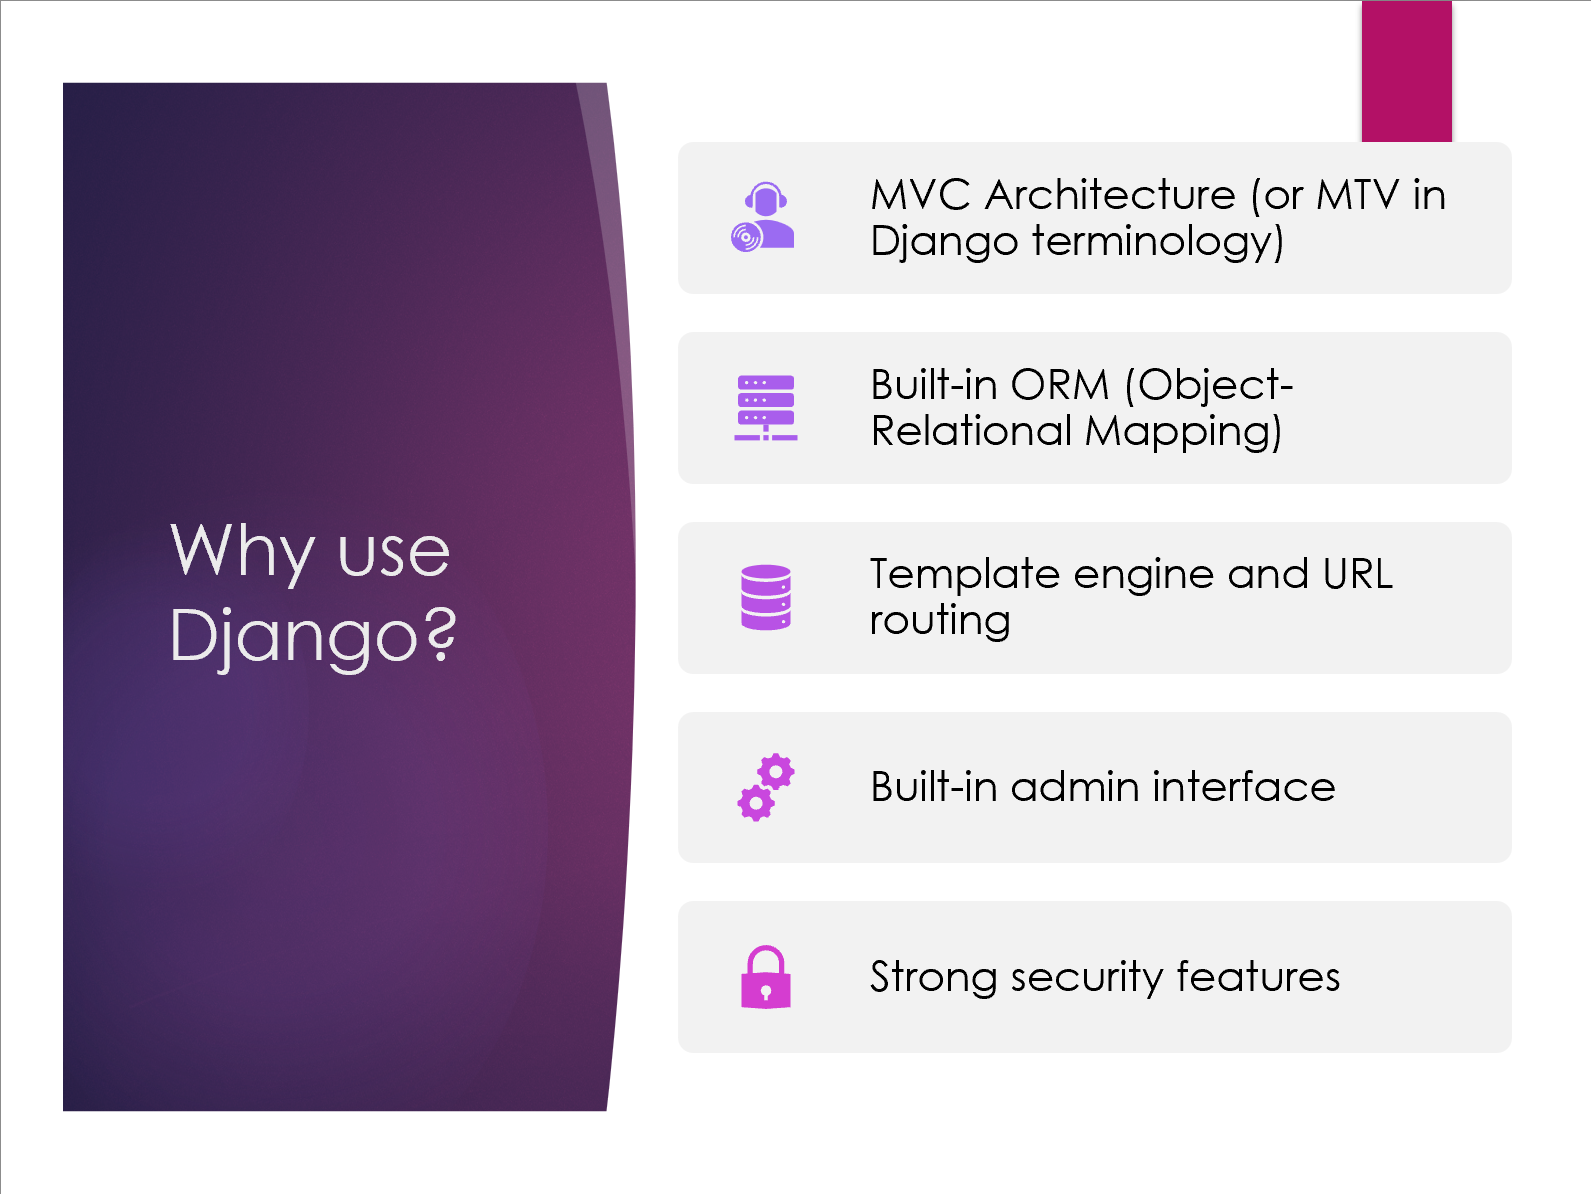 Why use
Django?
MVC Architecture (or MTV in
Django terminology)
Built-in ORM (Object-
Relational Mapping)
Template engine and URL
routing
Built-in admin interface
Strong security features